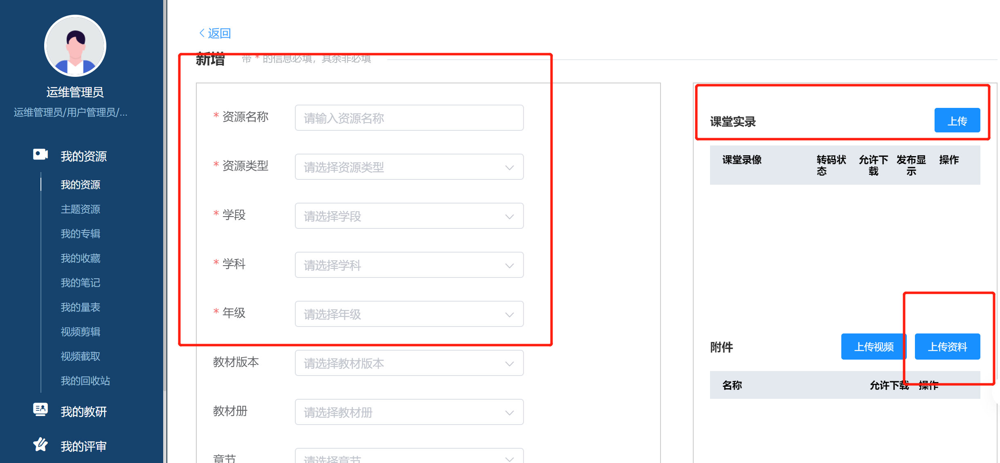 运维管理员
运维管理员/用户管理员/...
我的资源
我的资源
主题资源
我的专辑
我的收藏
我的笔记
我的量表
视频剪辑
视频截取
我的回收站
我的教研
我的评审
返回
新增 带 * 的信息必填，其余非必填
* 资源名称 请输入资源名称
* 资源类型 请选择资源类型
* 学段 请选择学段
* 学科 请选择学科
* 年级 请选择年级
教材版本 请选择教材版本
教材册 请选择教材册
章节 请选择章节
课堂实录 上传
课堂录像 转码状态 允许下载 发布显示 操作
附件 上传视频 上传资料
名称 允许下载 操作